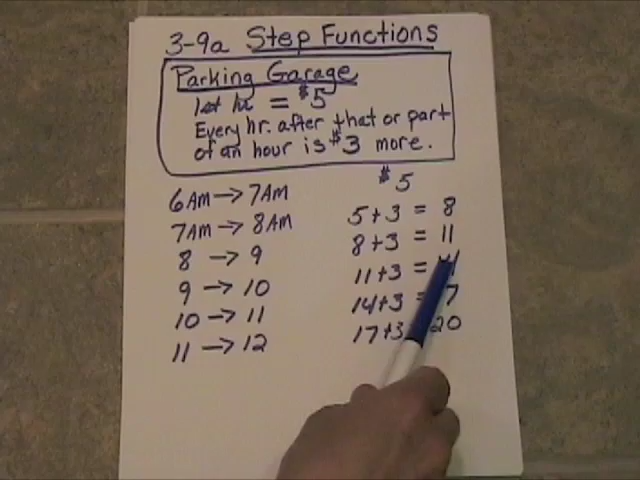 3-9a Step Functions
Parking Garage
1st hr = $5
Every hr. after that or part
of an hour is $3 more.
$5
6AM → 7AM
7AM → 8AM
8 → 9
9 → 10
10 → 11
11 → 12
5+3 = 8
8+3 = 11
11+3 =
14+3 = 7
17+3 20